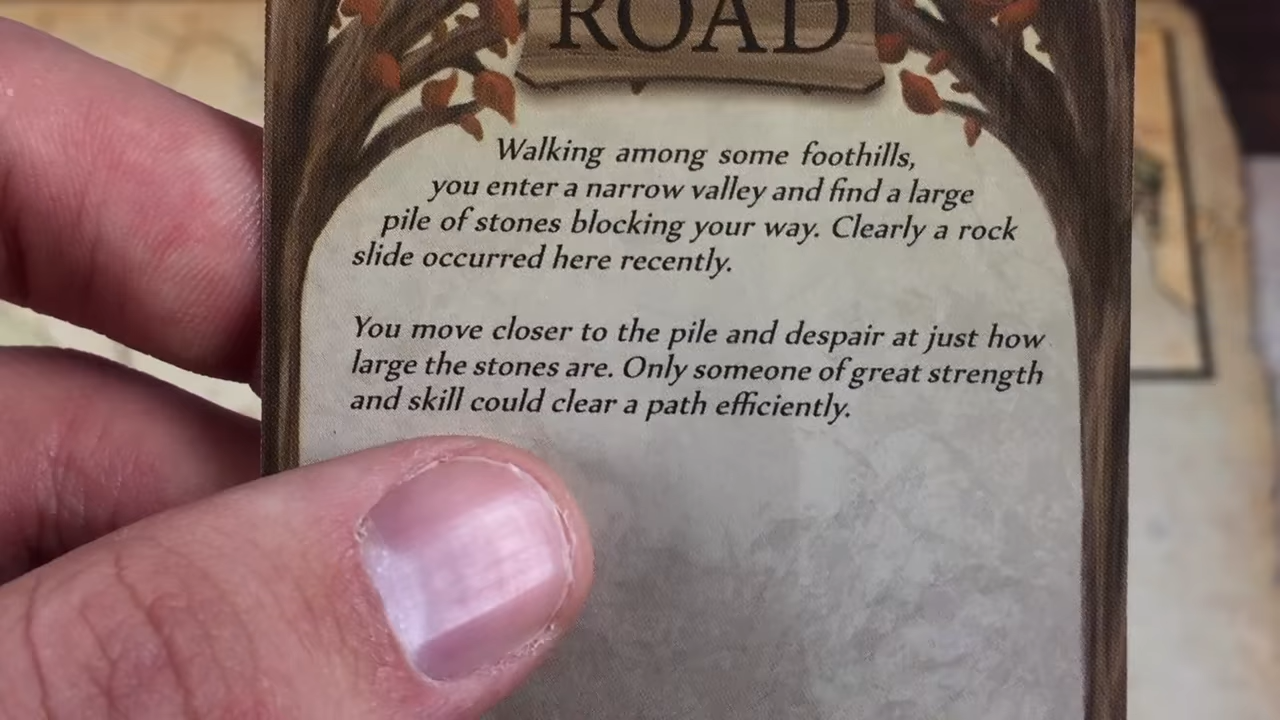 ROAD
Walking among some foothills,
you enter a narrow valley and find a large
pile of stones blocking your way. Clearly a rock
slide occurred here recently.
You move closer to the pile and despair at just how
large the stones are. Only someone of great strength
and skill could clear a path efficiently.